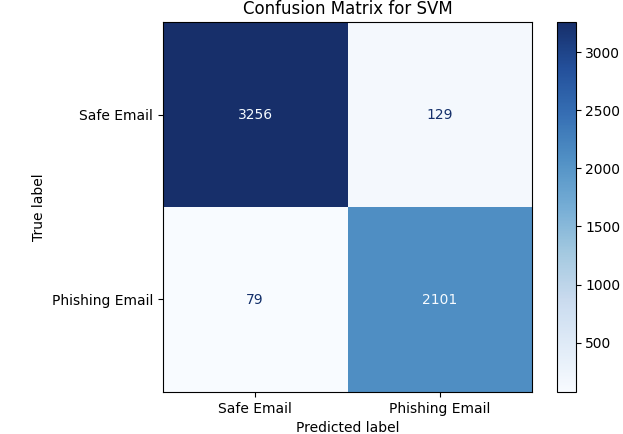 Confusion Matrix for SVM
Safe Email
3256
129
Phishing Email
79
2101
Safe Email
Phishing Email
Predicted label
True label
3000
2500
2000
1500
1000
500